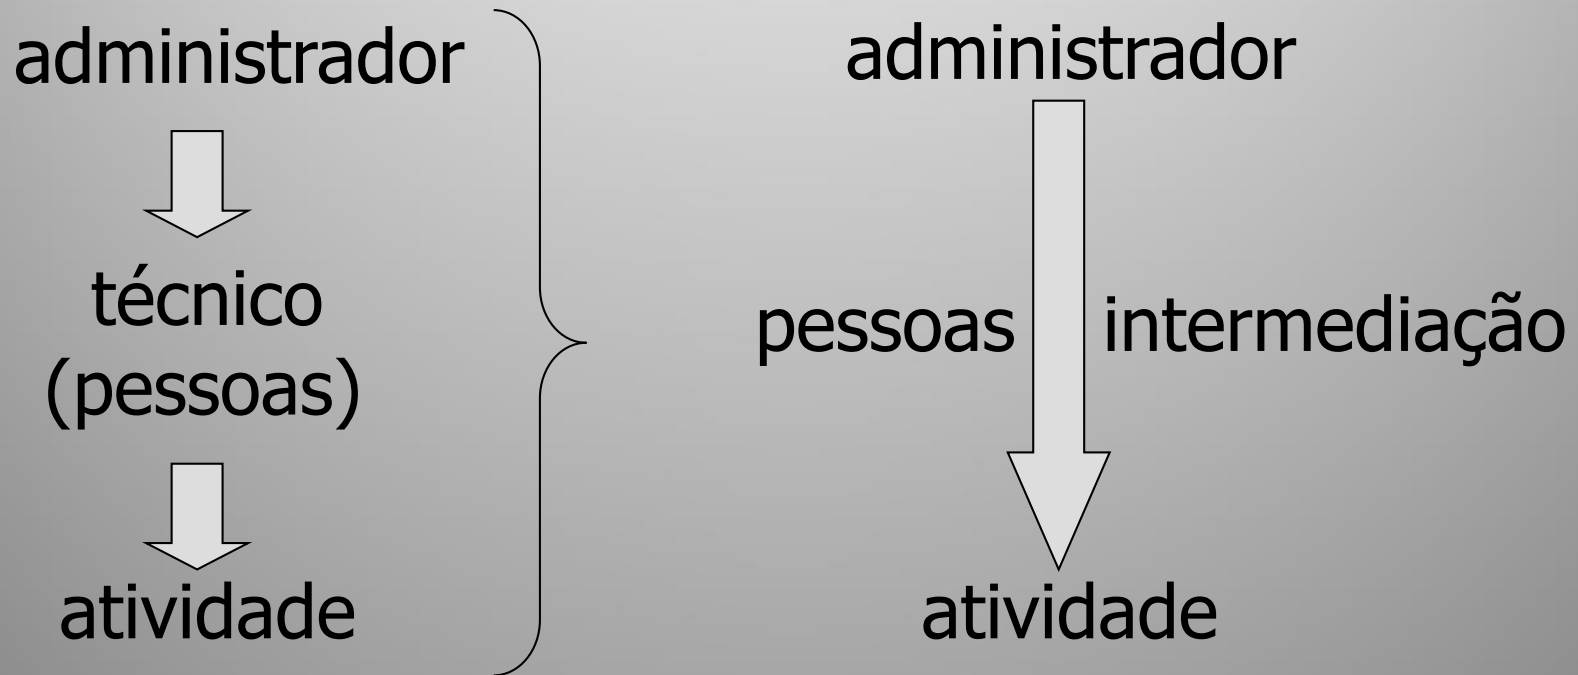 administrador
técnico
(pessoas)
atividade
administrador
pessoas intermediação
atividade